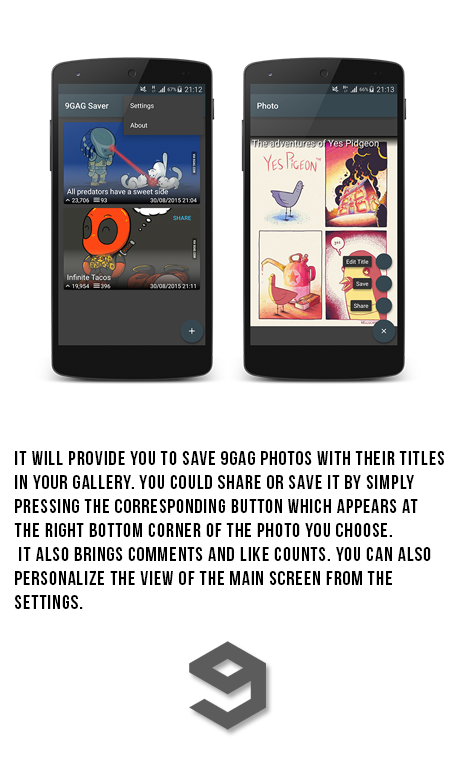 67% 21:12
9GAG Saver
Settings
About
All predators have a sweet side
23,706 93 30/08/2015 21:04
SHARE
Infinite Tacos
19,954 396 30/08/2015 21:11
+
66% 21:13
Photo
The adventures of Yes Pidgeon
YES PIGEON™
Edit Title
Save
Share
×
IT WILL PROVIDE YOU TO SAVE 9GAG PHOTOS WITH THEIR TITLES
IN YOUR GALLERY. YOU COULD SHARE OR SAVE IT BY SIMPLY
PRESSING THE CORRESPONDING BUTTON WHICH APPEARS AT
THE RIGHT BOTTOM CORNER OF THE PHOTO YOU CHOOSE.
IT ALSO BRINGS COMMENTS AND LIKE COUNTS. YOU CAN ALSO
PERSONALIZE THE VIEW OF THE MAIN SCREEN FROM THE
SETTINGS.
9